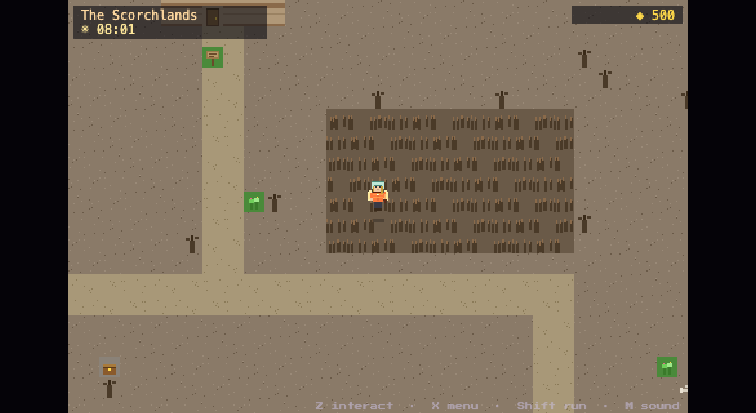 The Scorchlands
08:01
500
Z interact · X menu · Shift run · M sound